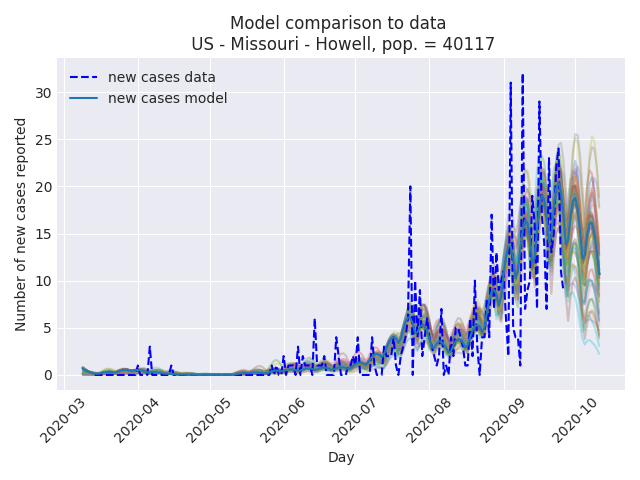 Model comparison to data
US - Missouri - Howell, pop. = 40117
new cases data
new cases model
Number of new cases reported
30
25
20
15
10
5
0
2020-03
2020-04
2020-05
2020-06
2020-07
2020-08
2020-09
2020-10
Day